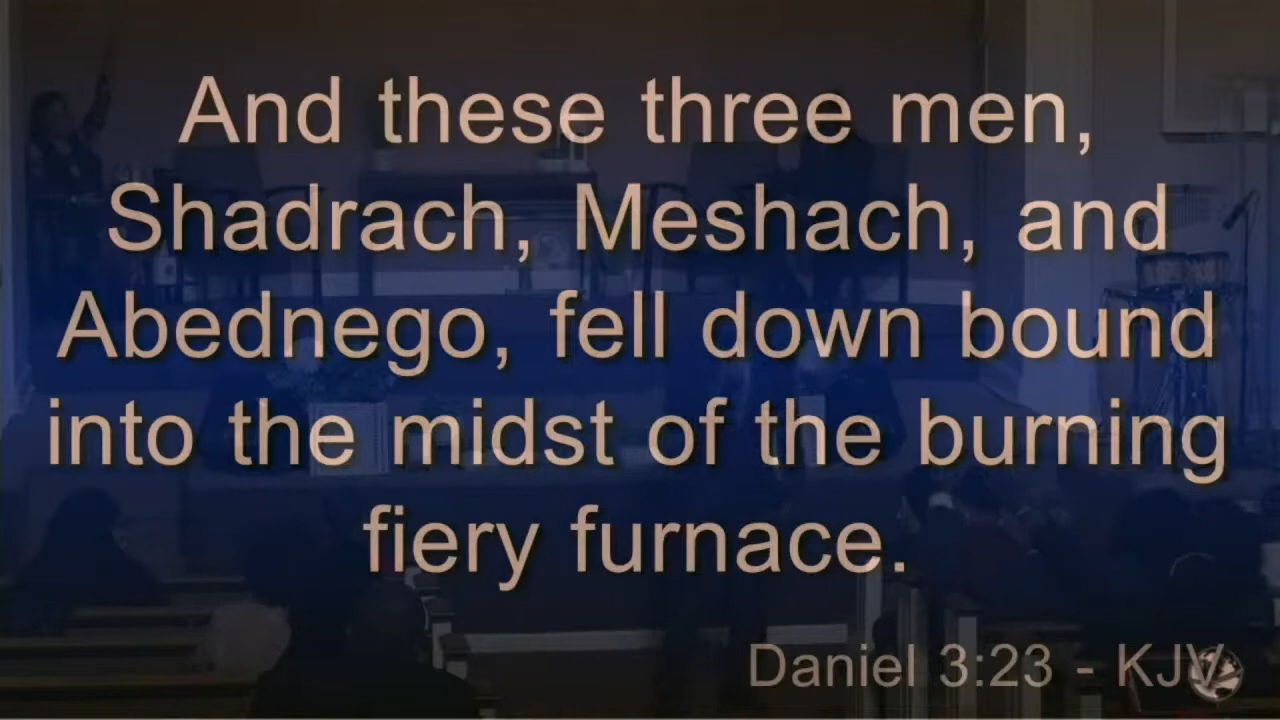 And these three men,
Shadrach, Meshach, and
Abednego, fell down bound
into the midst of the burning
fiery furnace.
Daniel 3:23 - KJV